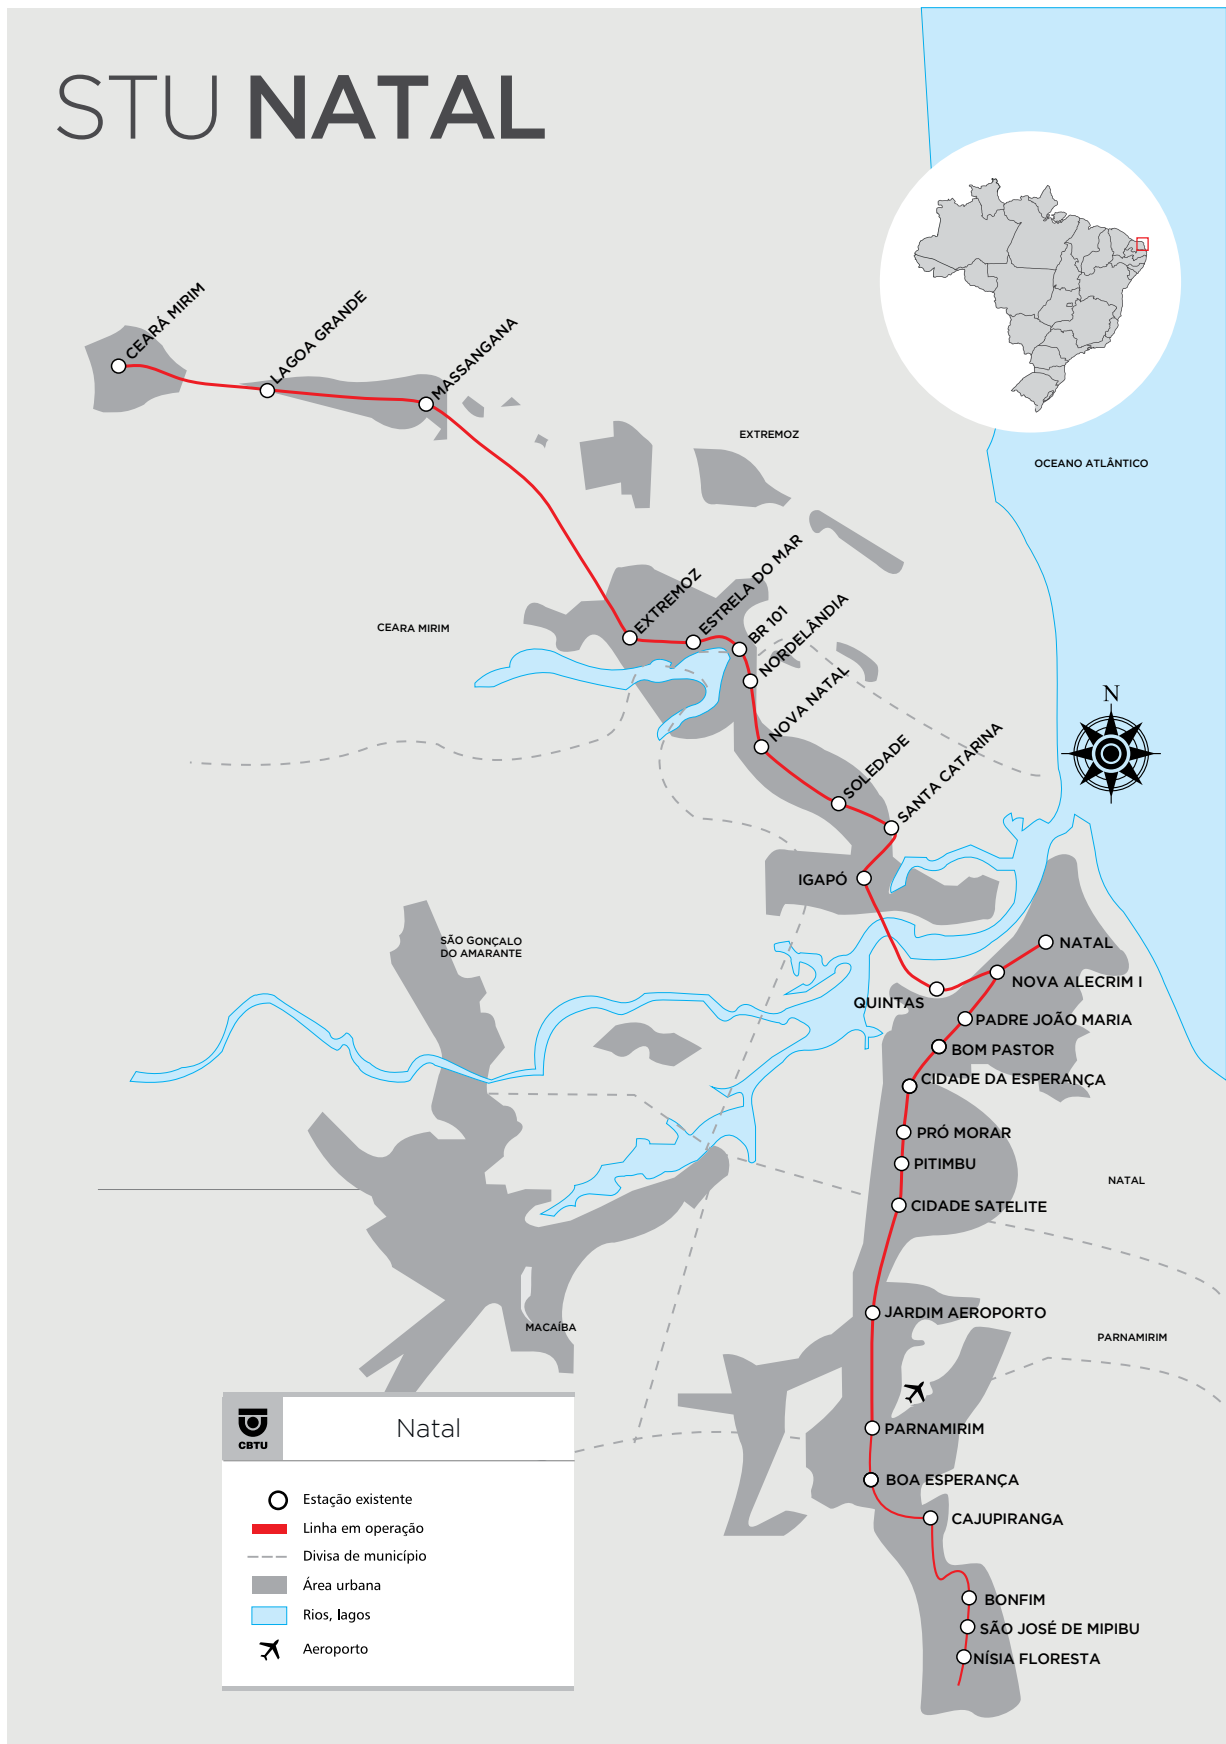 STU NATAL
CEARÁ MIRIM
LAGOA GRANDE
MASSANGANA
EXTREMOZ
OCEANO ATLÂNTICO
CEARA MIRIM
EXTREMOZ
ESTRELA DO MAR
BR 101
NORDELÂNDIA
NOVA NATAL
SOLEDADE
SANTA CATARINA
N
IGAPÓ
SÃO GONÇALO
DO AMARANTE
NATAL
NOVA ALECRIM I
QUINTAS
PADRE JOÃO MARIA
BOM PASTOR
CIDADE DA ESPERANÇA
PRÓ MORAR
PITIMBU
NATAL
CIDADE SATELITE
JARDIM AEROPORTO
MACAÍBA
PARNAMIRIM
PARNAMIRIM
BOA ESPERANÇA
CAJUPIRANGA
BONFIM
SÃO JOSÉ DE MIPIBU
NÍSIA FLORESTA
CBTU
Natal
Estação existente
Linha em operação
Divisa de município
Área urbana
Rios, lagos
Aeroporto